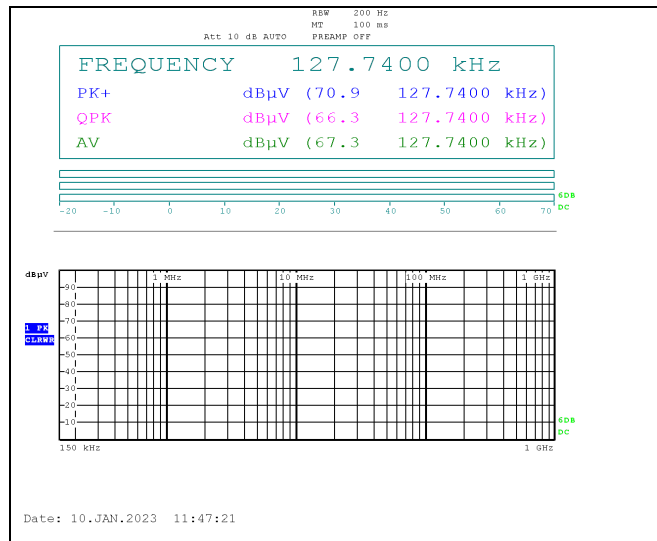 RBW 200 Hz
MT 100 ms
Att 10 dB AUTO PREAMP OFF
FREQUENCY 127.7400 kHz
PK+ dBµV (70.9 127.7400 kHz)
QPK dBµV (66.3 127.7400 kHz)
AV dBµV (67.3 127.7400 kHz)
6DB
-20 -10 0 10 20 30 40 50 60 70 DC
dBµV 1 MHz 10 MHz 100 MHz 1 GHz
90
80
70
1 PK
CLRWR 60
50
40
30
20
10 6DB
DC
150 kHz 1 GHz
Date: 10.JAN.2023 11:47:21